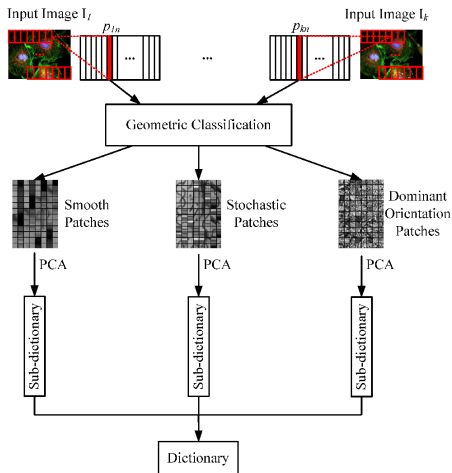 Input Image I1
p1n
pkn
Input Image Ik
...
...
...
Geometric Classification
Smooth
Patches
Stochastic
Patches
Dominant
Orientation
Patches
PCA
PCA
PCA
Sub-dictionary
Sub-dictionary
Sub-dictionary
Dictionary